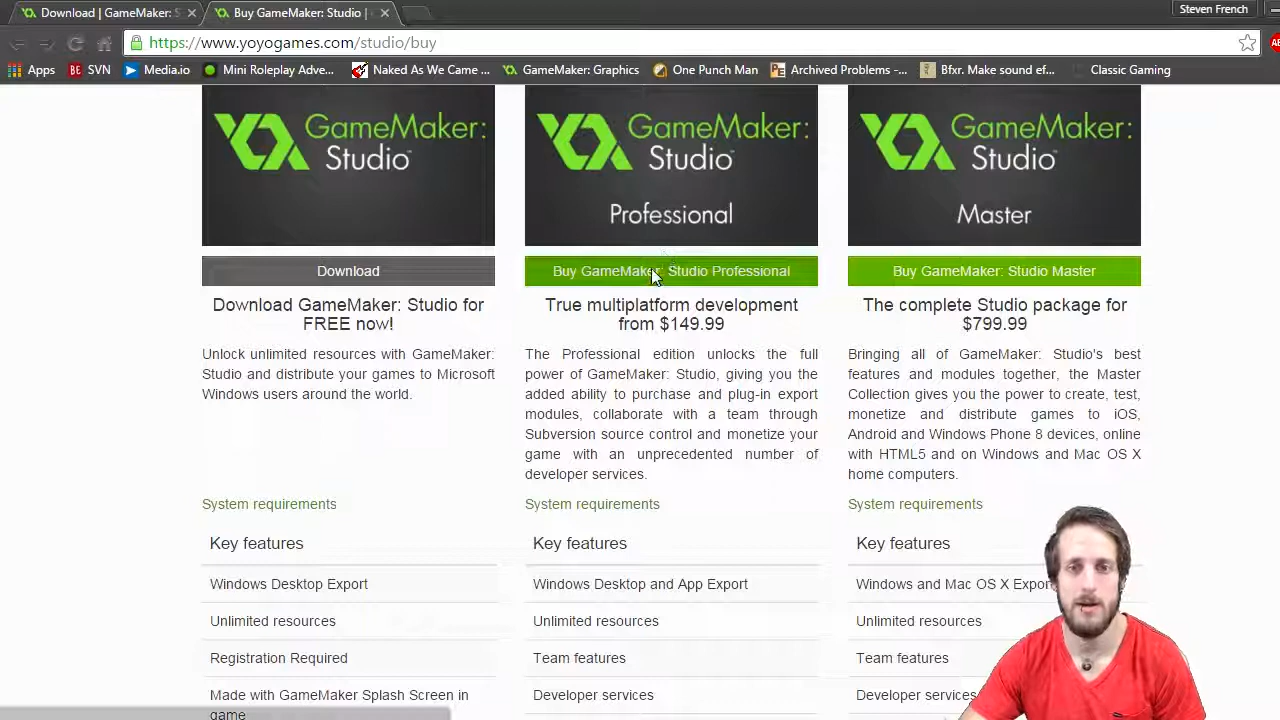 Download | GameMaker: S
Buy GameMaker: Studio |
Steven French
https://www.yoyogames.com/studio/buy
Apps
SVN
Media.io
Mini Roleplay Adve...
Naked As We Came ...
GameMaker: Graphics
One Punch Man
Archived Problems -...
Bfxr. Make sound ef...
Classic Gaming
GameMaker:
Studio™
GameMaker:
Studio™
Professional
GameMaker:
Studio™
Master
Download
Buy GameMaker: Studio Professional
Buy GameMaker: Studio Master
Download GameMaker: Studio for
FREE now!
Unlock unlimited resources with GameMaker:
Studio and distribute your games to Microsoft
Windows users around the world.
System requirements
Key features
Windows Desktop Export
Unlimited resources
Registration Required
Made with GameMaker Splash Screen in
game
True multiplatform development
from $149.99
The Professional edition unlocks the full
power of GameMaker: Studio, giving you the
added ability to purchase and plug-in export
modules, collaborate with a team through
Subversion source control and monetize your
game with an unprecedented number of
developer services.
System requirements
Key features
Windows Desktop and App Export
Unlimited resources
Team features
Developer services
The complete Studio package for
$799.99
Bringing all of GameMaker: Studio's best
features and modules together, the Master
Collection gives you the power to create, test,
monetize and distribute games to iOS,
Android and Windows Phone 8 devices, online
with HTML5 and on Windows and Mac OS X
home computers.
System requirements
Key features
Windows and Mac OS X Expor
Unlimited resources
Team features
Developer services